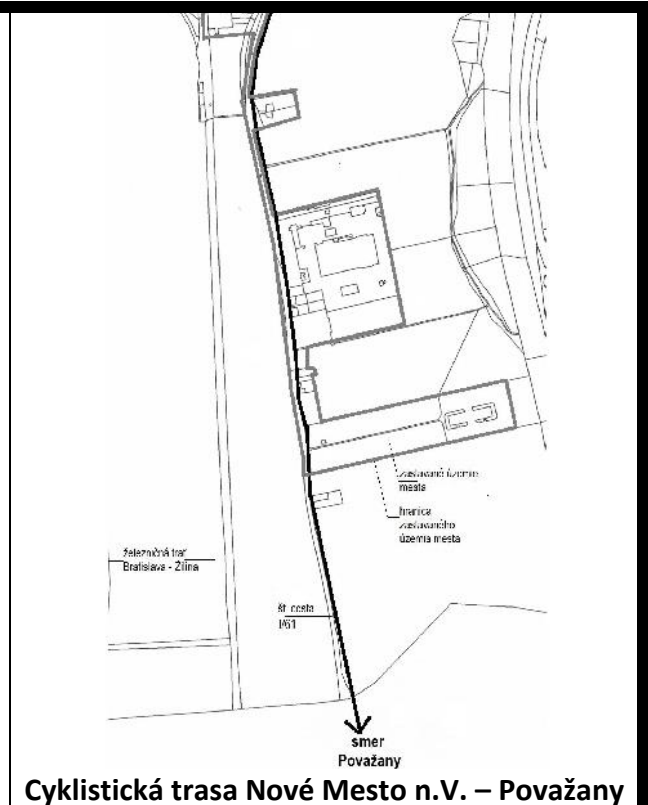 zastavané územie
mesta
hranica
zastavaného
územia mesta
železničná trať
Bratislava - Žilina
št. cesta
I/61
smer
Považany
Cyklistická trasa Nové Mesto n.V. – Považany